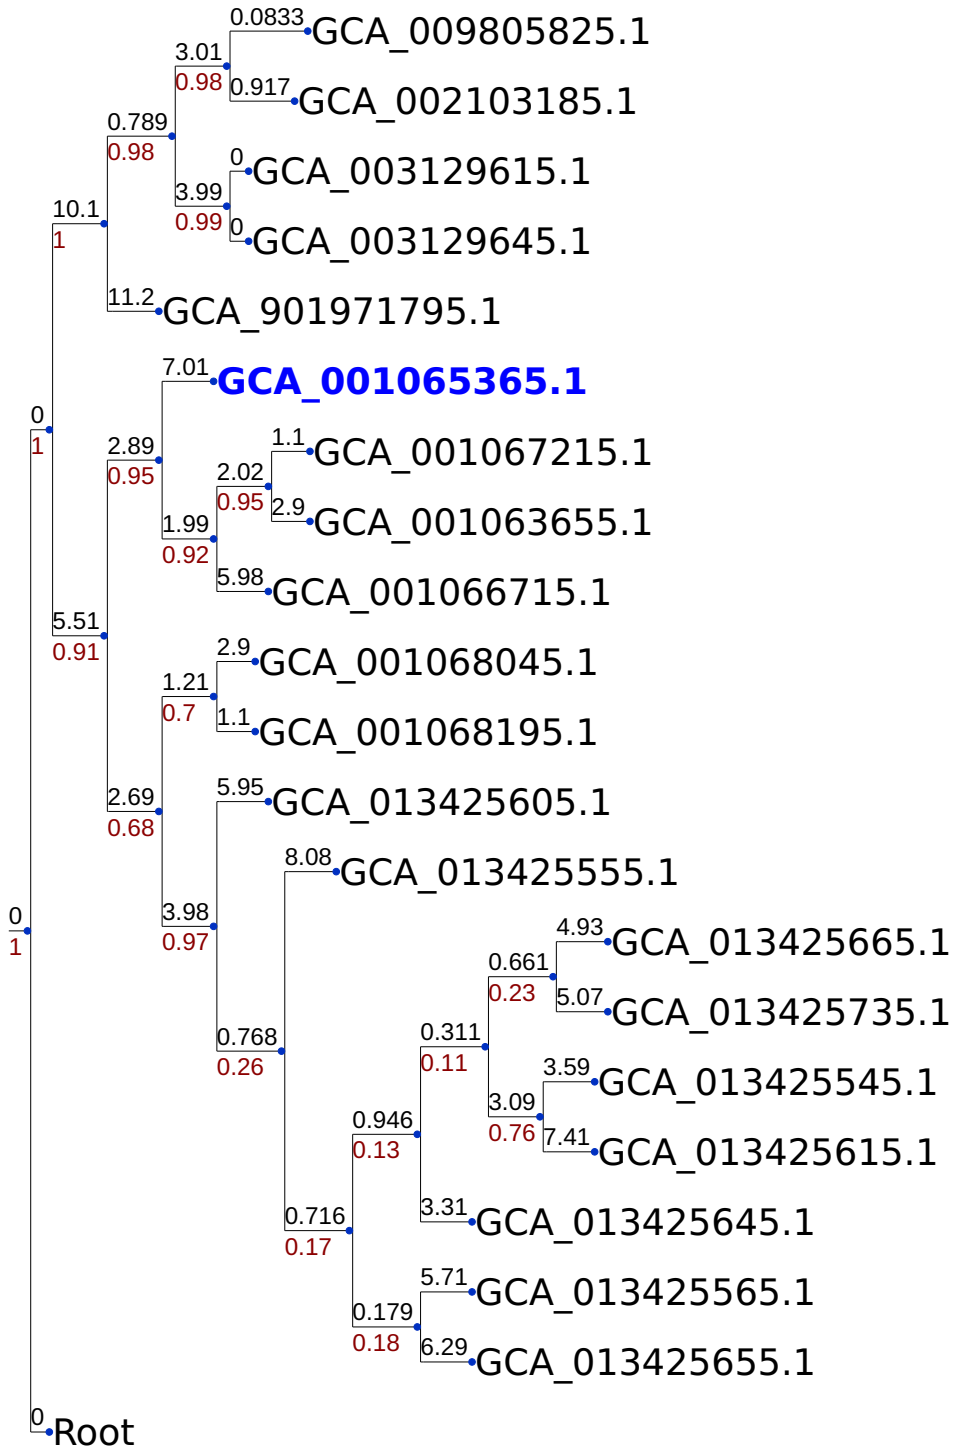 0.0833 GCA_009805825.1
3.01
0.98
0.917 GCA_002103185.1
0.789
0.98
0 GCA_003129615.1
3.99
0.99
0 GCA_003129645.1
10.1
1
11.2 GCA_901971795.1
7.01 GCA_001065365.1
0
1
2.89
0.95
1.1 GCA_001067215.1
2.02
0.95
2.9 GCA_001063655.1
1.99
0.92
5.98 GCA_001066715.1
5.51
0.91
2.9 GCA_001068045.1
1.21
0.7
1.1 GCA_001068195.1
2.69
0.68
5.95 GCA_013425605.1
8.08 GCA_013425555.1
3.98
0.97
0
1
4.93 GCA_013425665.1
0.661
0.23
5.07 GCA_013425735.1
0.768
0.26
0.311
0.11
3.59 GCA_013425545.1
3.09
0.76
7.41 GCA_013425615.1
0.946
0.13
3.31 GCA_013425645.1
0.716
0.17
5.71 GCA_013425565.1
0.179
0.18
6.29 GCA_013425655.1
0 Root